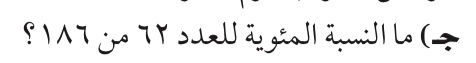 جـ) ما النسبة المئوية للعدد ٦٢ من ١٨٦ ؟